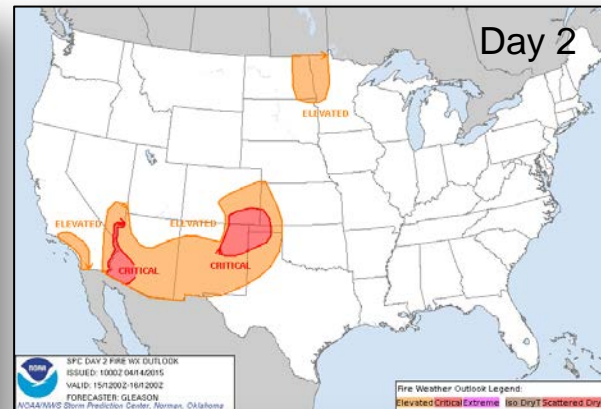 Day 2
ELEVATED
ELEVATED
ELEVATED
CRITICAL
CRITICAL
NOAA
SPC DAY 2 FIRE WX OUTLOOK
ISSUED: 1000Z 04/14/2015
VALID: 15/1200Z-16/1200Z
FORECASTER: GLEASON
NOAA/NWS Storm Prediction Center, Norman, Oklahoma
Fire Weather Outlook Legend:
Elevated Critical Extreme Iso DryT Scattered Dry